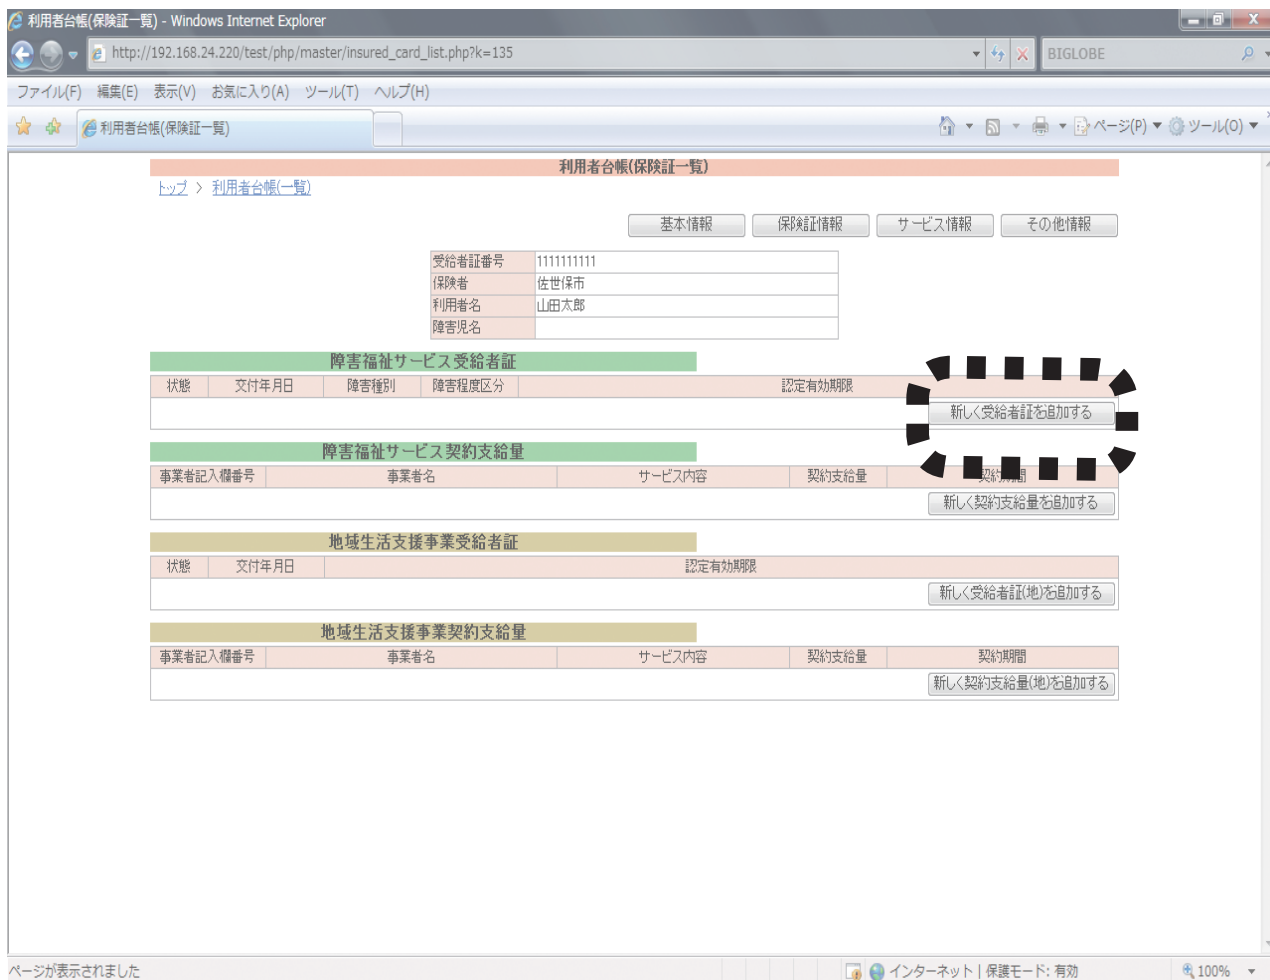 利用者台帳(保険証一覧) - Windows Internet Explorer
http://192.168.24.220/test/php/master/insured_card_list.php?k=135
BIGLOBE
ファイル(F) 編集(E) 表示(V) お気に入り(A) ツール(T) ヘルプ(H)
利用者台帳(保険証一覧)
ページ(P) ツール(O)
利用者台帳(保険証一覧)
トップ > 利用者台帳(一覧)
基本情報 保険証情報 サービス情報 その他情報
受給者証番号 1111111111
保険者 佐世保市
利用者名 山田太郎
障害児名
障害福祉サービス受給者証
状態 交付年月日 障害種別 障害程度区分 認定有効期限
新しく受給者証を追加する
障害福祉サービス契約支給量
事業者記入欄番号 事業者名 サービス内容 契約支給量 契約期間
新しく契約支給量を追加する
地域生活支援事業受給者証
状態 交付年月日 認定有効期限
新しく受給者証(地)を追加する
地域生活支援事業契約支給量
事業者記入欄番号 事業者名 サービス内容 契約支給量 契約期間
新しく契約支給量(地)を追加する
ページが表示されました インターネット | 保護モード: 有効 100%